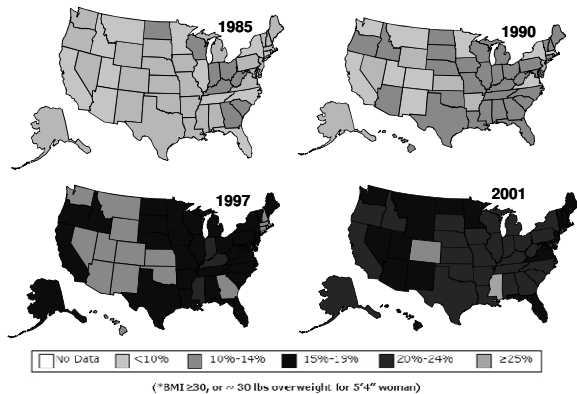 1985
1990
1997
2001
No Data <10% 10%-14% 15%-19% 20%-24% ≥25%
(*BMI ≥30, or ~ 30 lbs overweight for 5'4" woman)